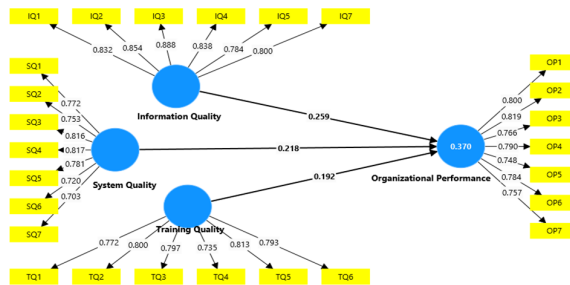 IQ1 IQ2 IQ3 IQ4 IQ5 IQ7
0.832 0.854 0.888 0.838 0.784 0.800
Information Quality
SQ1
SQ2
SQ3
SQ4
SQ5
SQ6
SQ7
0.772
0.753
0.816
0.817
0.781
0.720
0.703
System Quality
0.259
0.218
0.192
Training Quality
0.772 0.800 0.797 0.735 0.813 0.793
TQ1 TQ2 TQ3 TQ4 TQ5 TQ6
0.370
Organizational Performance
0.800
0.819
0.766
0.790
0.748
0.784
0.757
OP1
OP2
OP3
OP4
OP5
OP6
OP7